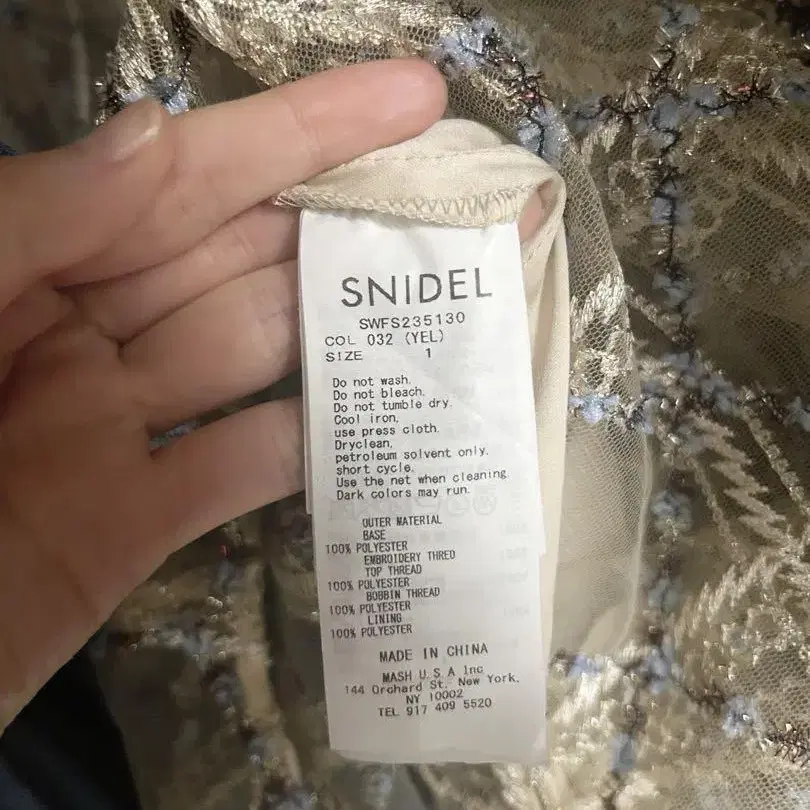 SNIDEL
SWFS235130
COL 032 (YEL)
SIZE 1
Do not wash.
Do not bleach.
Do not tumble dry.
Cool iron,
use press cloth.
Dryclean,
petroleum solvent only.
short cycle.
Use the net when cleaning.
Dark colors may run.
OUTER MATERIAL
BASE
100% POLYESTER
EMBROIDERY THRED
TOP THREAD
100% POLYESTER
BOBBIN THREAD
100% POLYESTER
LINING
100% POLYESTER
MADE IN CHINA
MASH U.S.A Inc
144 Orchard St. New York,
NY 10002
TEL 917 409 5520